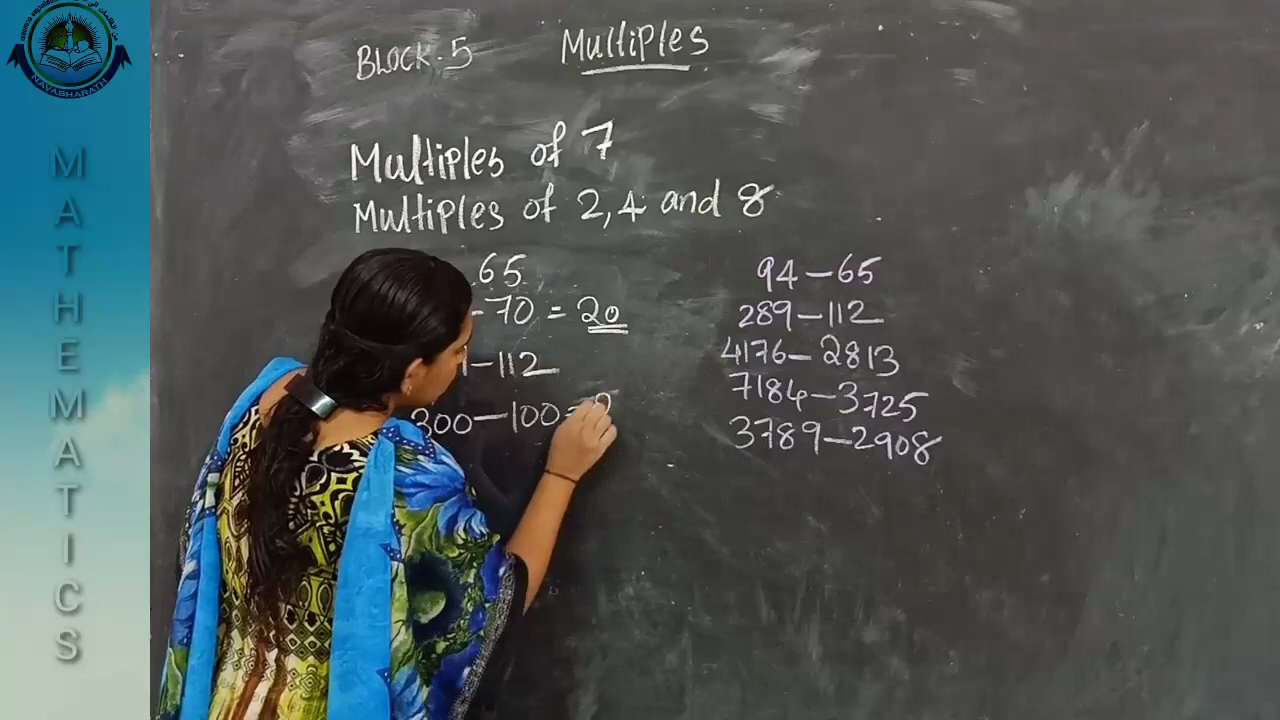 NAVABHARATH
MATHEMATICS
BLOCK-5
Multiples
Multiples of 7
Multiples of 2,4 and 8
65
-70 = 20
-112
300-100=
94-65
289-112
4176-2813
7184-3725
3789-2908